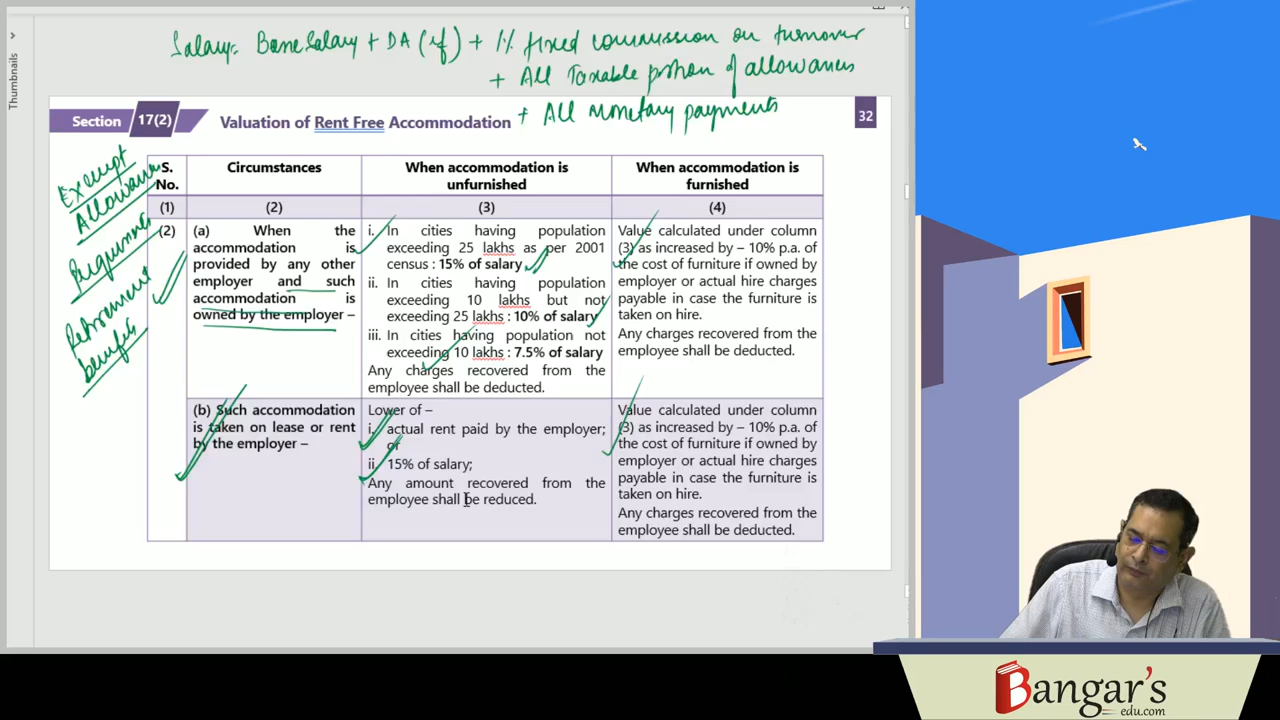 Thumbnails
Salary = Basic Salary + DA (if) + 1% fixed commission on turnover
+ All Taxable portion of allowances
+ All Monetary payments
Section 17(2) Valuation of Rent Free Accommodation 32
Exempt
Allowance
Perquisites
Retirement
benefits
S. No.
Circumstances
When accommodation is
unfurnished
When accommodation is
furnished
(1) (2) (3) (4)
(2)
(a) When the
accommodation is
provided by any other
employer and such
accommodation is
owned by the employer –
i. In cities having population
exceeding 25 lakhs as per 2001
census : 15% of salary
ii. In cities having population
exceeding 10 lakhs but not
exceeding 25 lakhs : 10% of salary
iii. In cities having population not
exceeding 10 lakhs : 7.5% of salary
Any charges recovered from the
employee shall be deducted.
Value calculated under column
(3) as increased by – 10% p.a. of
the cost of furniture if owned by
employer or actual hire charges
payable in case the furniture is
taken on hire.
Any charges recovered from the
employee shall be deducted.
(b) Such accommodation
is taken on lease or rent
by the employer –
Lower of –
i. actual rent paid by the employer;
or
ii. 15% of salary;
Any amount recovered from the
employee shall be reduced.
Value calculated under column
(3) as increased by – 10% p.a. of
the cost of furniture if owned by
employer or actual hire charges
payable in case the furniture is
taken on hire.
Any charges recovered from the
employee shall be deducted.
Bangar's
edu.com